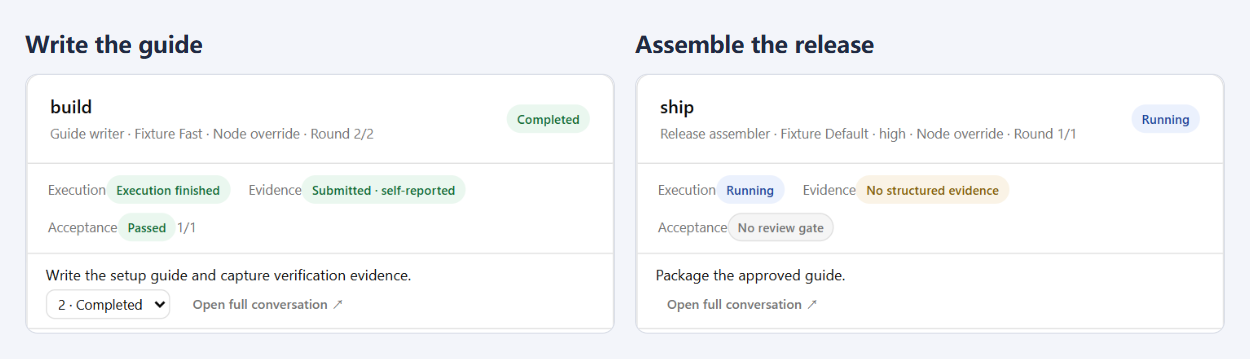 Write the guide
build
Completed
Guide writer · Fixture Fast · Node override · Round 2/2
Execution Execution finished Evidence Submitted · self-reported
Acceptance Passed 1/1
Write the setup guide and capture verification evidence.
2 · Completed Open full conversation ↗
Assemble the release
ship
Running
Release assembler · Fixture Default · high · Node override · Round 1/1
Execution Running Evidence No structured evidence
Acceptance No review gate
Package the approved guide.
Open full conversation ↗